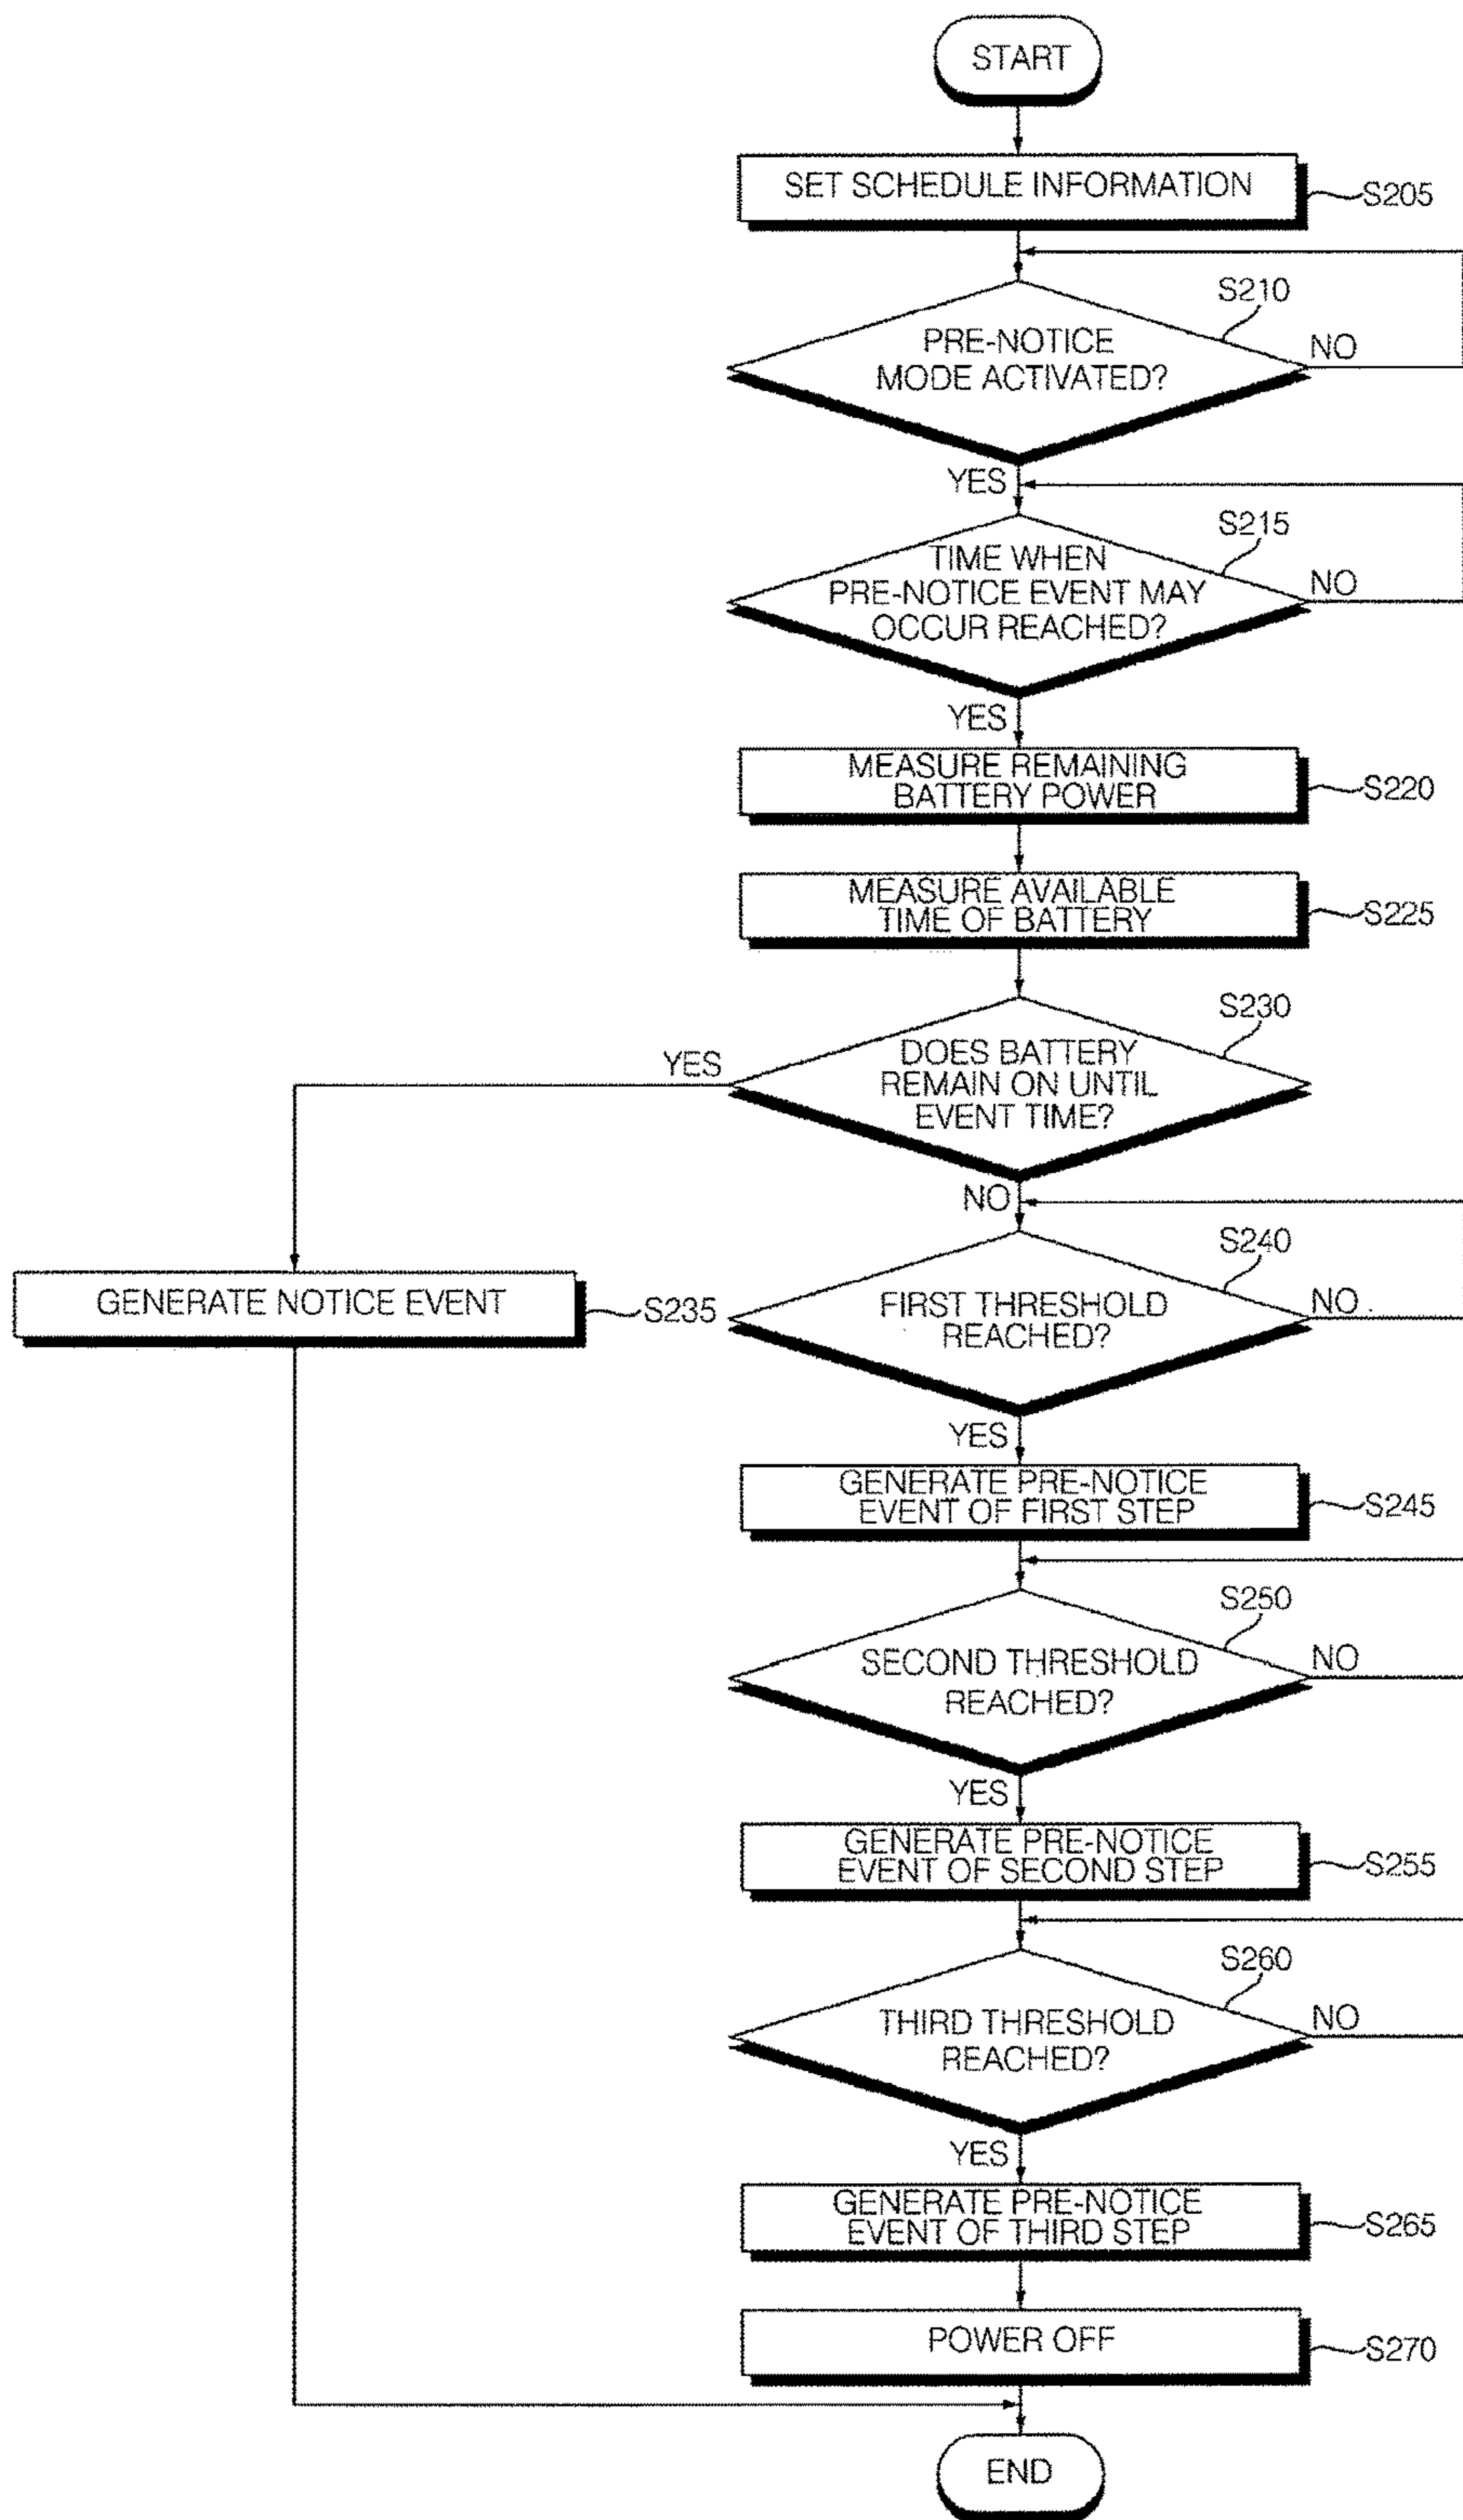 START
SET SCHEDULE INFORMATION
S205
S210
PRE-NOTICE
MODE ACTIVATED?
NO
YES
S215
TIME WHEN
PRE-NOTICE EVENT MAY
OCCUR REACHED?
NO
YES
MEASURE REMAINING
BATTERY POWER
S220
MEASURE AVAILABLE
TIME OF BATTERY
S225
S230
DOES BATTERY
REMAIN ON UNTIL
EVENT TIME?
YES
NO
GENERATE NOTICE EVENT
S235
S240
FIRST THRESHOLD
REACHED?
NO
YES
GENERATE PRE-NOTICE
EVENT OF FIRST STEP
S245
S250
SECOND THRESHOLD
REACHED?
NO
YES
GENERATE PRE-NOTICE
EVENT OF SECOND STEP
S255
S260
THIRD THRESHOLD
REACHED?
NO
YES
GENERATE PRE-NOTICE
EVENT OF THIRD STEP
S265
POWER OFF
S270
END